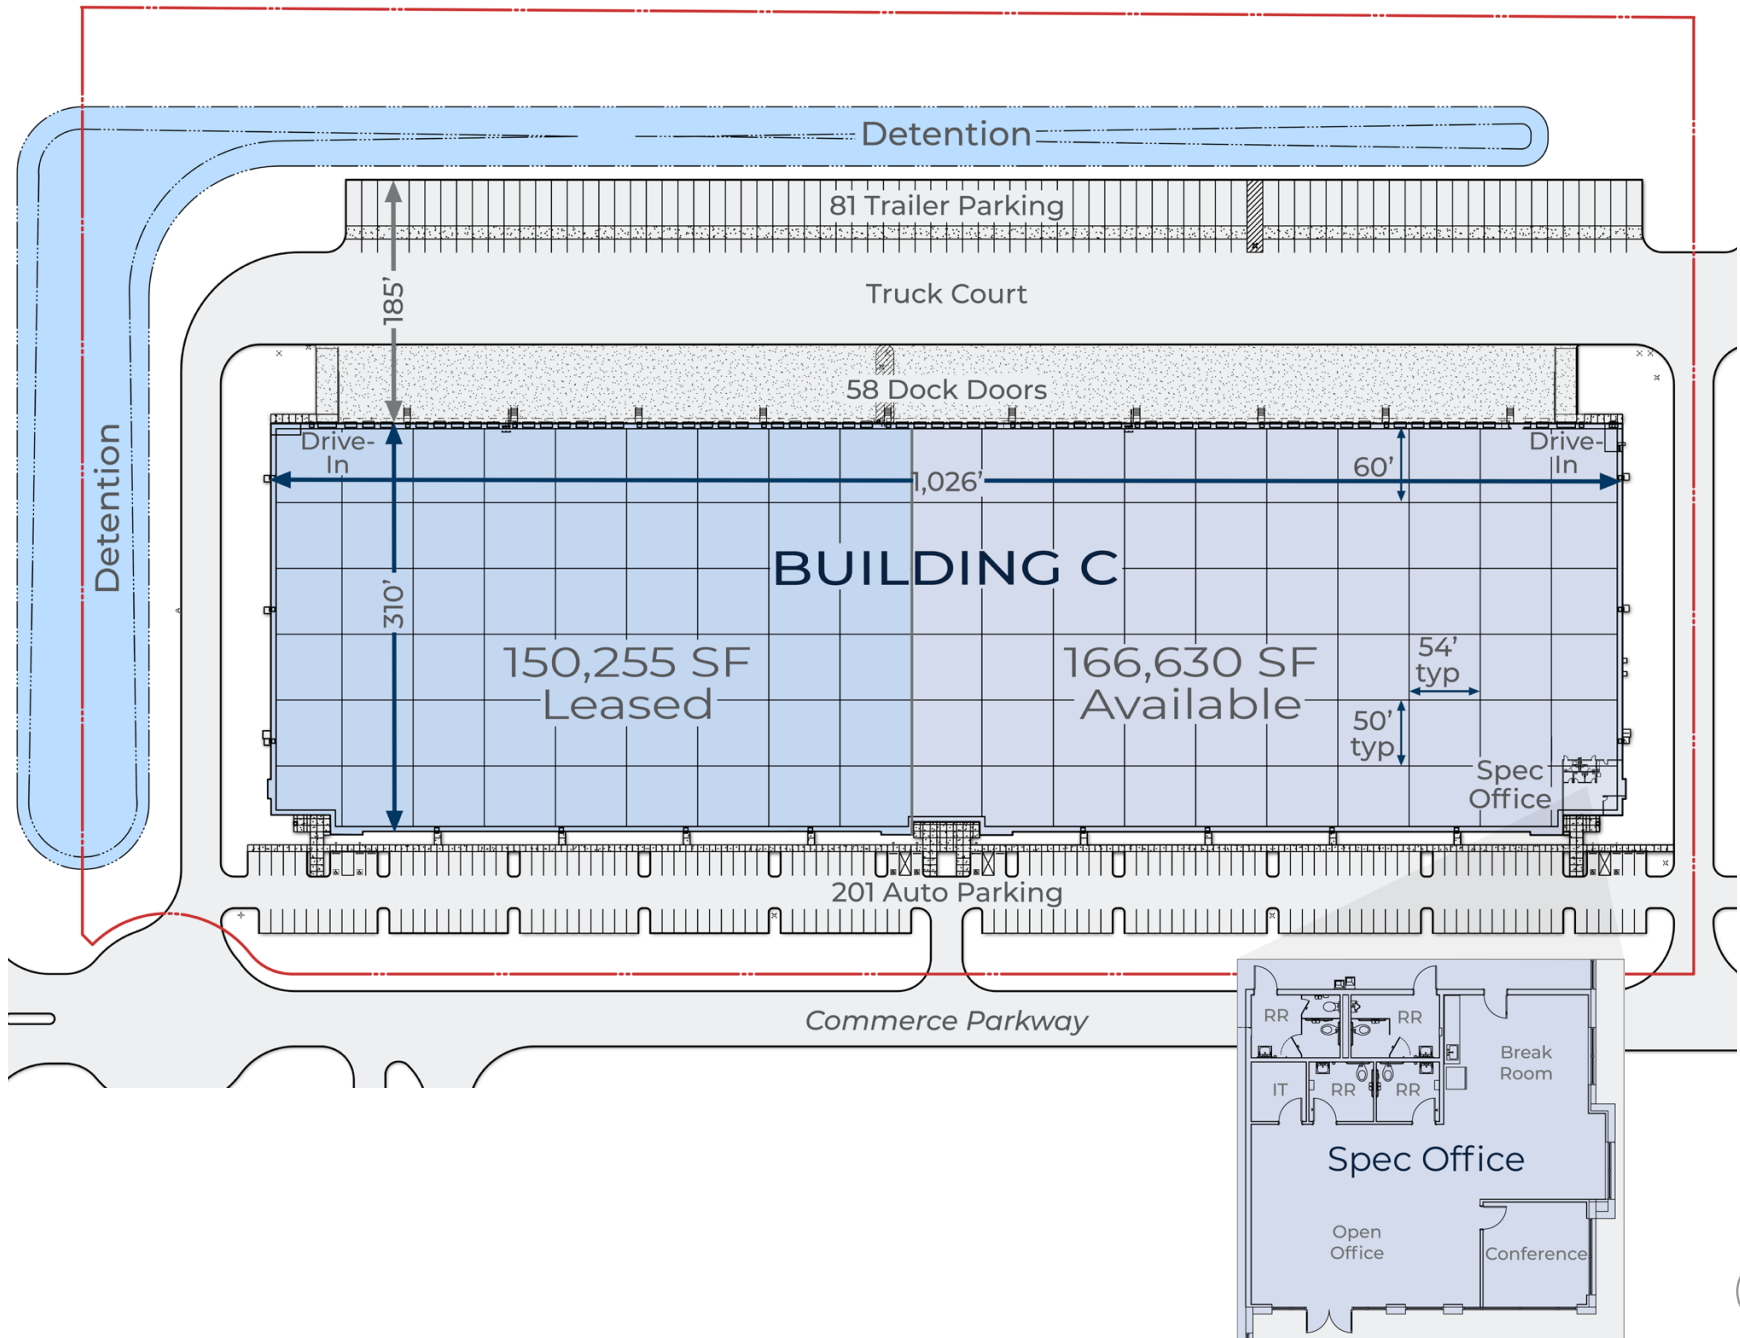 Detention
81 Trailer Parking
185’
Truck Court
58 Dock Doors
Drive-
In
Drive-
In
60’
1,026’
Detention
BUILDING C
310’
150,255 SF
Leased
166,630 SF
Available
54’
typ
50’
typ
Spec
Office
201 Auto Parking
Commerce Parkway
RR
RR
Break
Room
IT
RR
RR
Spec Office
Open
Office
Conference